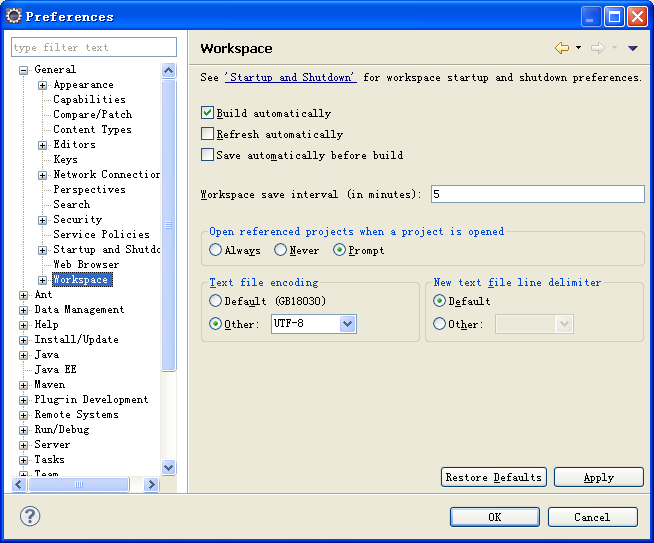 Preferences
type filter text
General
Appearance
Capabilities
Compare/Patch
Content Types
Editors
Keys
Network Connection
Perspectives
Search
Security
Service Policies
Startup and Shutdo
Web Browser
Workspace
Ant
Data Management
Help
Install/Update
Java
Java EE
Maven
Plug-in Development
Remote Systems
Run/Debug
Server
Tasks
Team
Workspace
See 'Startup and Shutdown' for workspace startup and shutdown preferences.
Build automatically
Refresh automatically
Save automatically before build
Workspace save interval (in minutes): 5
Open referenced projects when a project is opened
Always Never Prompt
Text file encoding
Default (GB18030)
Other: UTF-8
New text file line delimiter
Default
Other:
Restore Defaults Apply
? OK Cancel